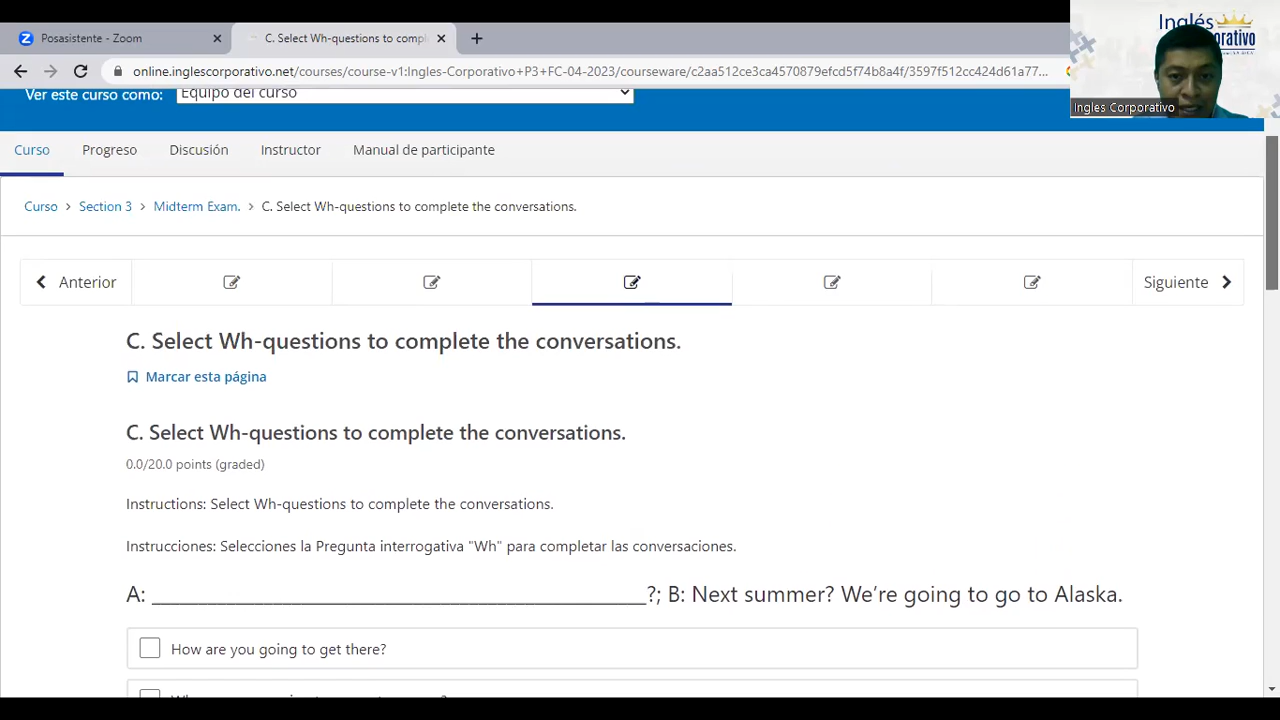 Posasistente - Zoom
C. Select Wh-questions to compl
online.inglescorporativo.net/courses/course-v1:Ingles-Corporativo+P3+FC-04-2023/courseware/c2aa512ce3ca4570879efcd5f74b8a4f/3597f512cc424d61a77...
Inglés
Ingles Corporativo
Ver este curso como:
Equipo del curso
Curso
Progreso
Discusión
Instructor
Manual de participante
Curso > Section 3 > Midterm Exam. > C. Select Wh-questions to complete the conversations.
Anterior
Siguiente
C. Select Wh-questions to complete the conversations.
Marcar esta página
C. Select Wh-questions to complete the conversations.
0.0/20.0 points (graded)
Instructions: Select Wh-questions to complete the conversations.
Instrucciones: Selecciones la Pregunta interrogativa "Wh" para completar las conversaciones.
A: ________________________________________?; B: Next summer? We’re going to go to Alaska.
How are you going to get there?